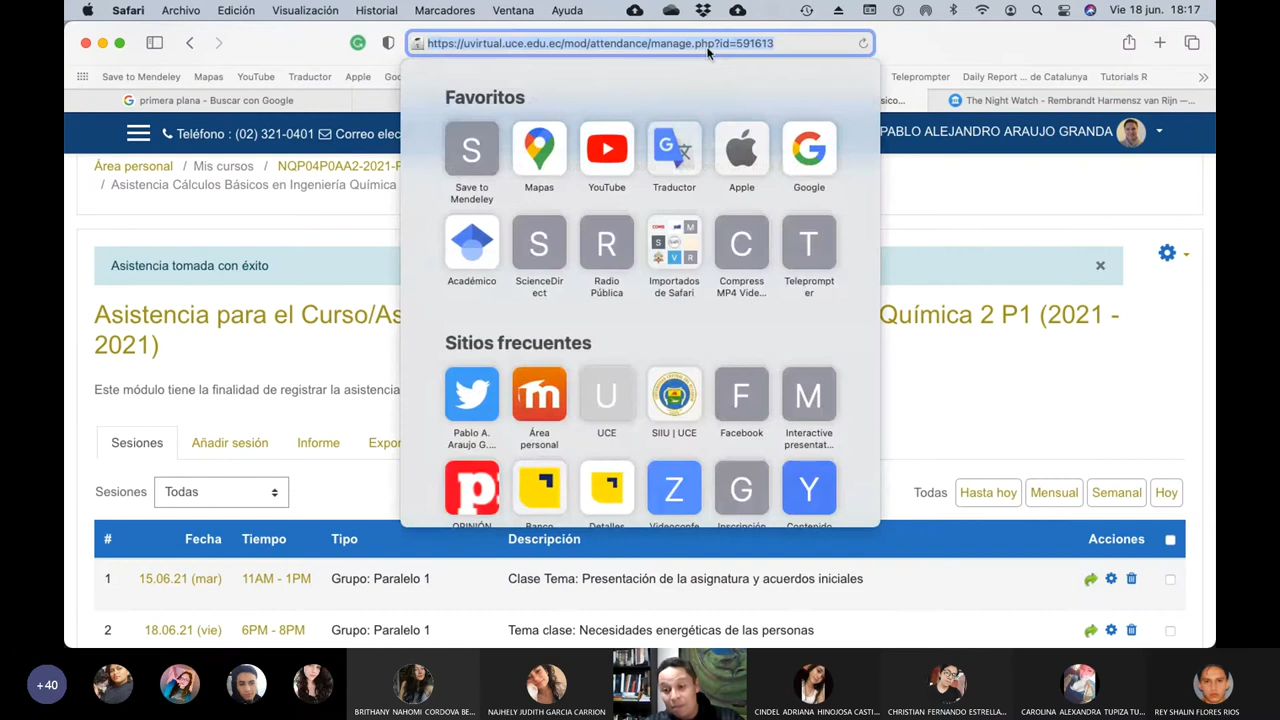 Safari Archivo Edición Visualización Historial Marcadores Ventana Ayuda Vie 18 jun. 18:17
https://uvirtual.uce.edu.ec/mod/attendance/manage.php?id=591613
Save to Mendeley Mapas YouTube Traductor Apple Teleprompter Daily Report ... de Catalunya Tutorials R
primera plana - Buscar con Google
The Night Watch - Rembrandt Harmensz van Rijn —...
Teléfono : (02) 321-0401 Correo elec
PABLO ALEJANDRO ARAUJO GRANDA
Área personal / Mis cursos / NQP04P0AA2-2021-
/ Asistencia Cálculos Básicos en Ingeniería Química
Favoritos
S
Save to Mendeley
Mapas
YouTube
Traductor
Apple
Google
Académico
S
ScienceDirect
R
Radio Pública
Importados de Safari
C
Compress MP4 Vide...
T
Teleprompter
Asistencia tomada con éxito
Asistencia para el Curso/As Química 2 P1 (2021 -
2021)
Este módulo tiene la finalidad de registrar la asistencia
Sitios frecuentes
Pablo A. Araujo G....
Área personal
U
UCE
SIIU | UCE
F
Facebook
M
Interactive presentat...
Sesiones Añadir sesión Informe Expor
Z
G
Y
OPINIÓN Banco Detalles Videoconfe Inscripción Contenido
Sesiones Todas
Todas Hasta hoy Mensual Semanal Hoy
# Fecha Tiempo Tipo Descripción Acciones
1 15.06.21 (mar) 11AM - 1PM Grupo: Paralelo 1 Clase Tema: Presentación de la asignatura y acuerdos iniciales
2 18.06.21 (vie) 6PM - 8PM Grupo: Paralelo 1 Tema clase: Necesidades energéticas de las personas
+40
BRITHANY NAHOMI CORDOVA BE... NAJHELY JUDITH GARCIA CARRION CINDEL ADRIANA HINOJOSA CASTI... CHRISTIAN FERNANDO ESTRELLA... CAROLINA ALEXANDRA TUPIZA TU... REY SHALIN FLORES RIOS